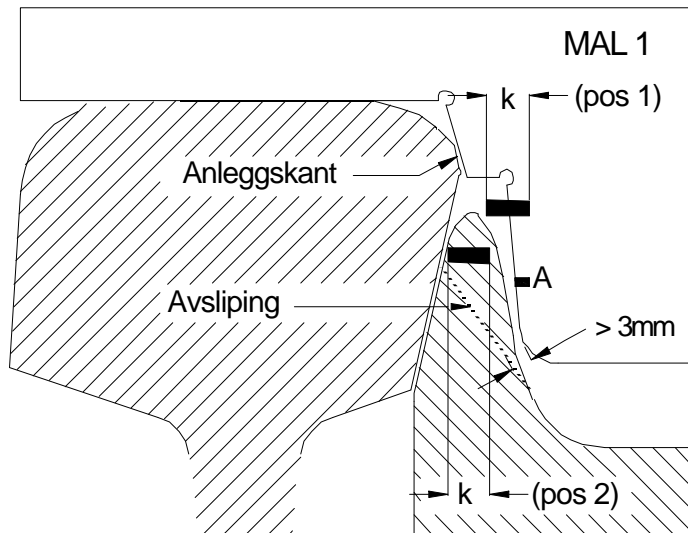 MAL 1
k
(pos 1)
Anleggskant
A
Avsliping
> 3mm
k
(pos 2)